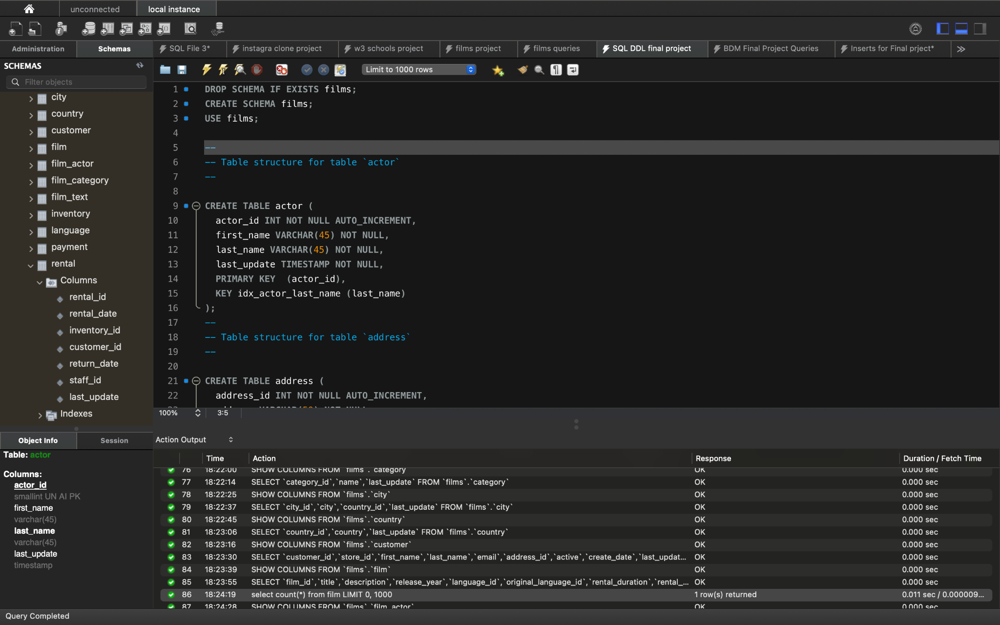 unconnected
local instance
Administration
Schemas
SQL File 3*
instagra clone project
w3 schools project
films project
films queries
SQL DDL final project
BDM Final Project Queries
Inserts for Final prject*
SCHEMAS
Filter objects
Limit to 1000 rows
city
country
customer
film
film_actor
film_category
film_text
inventory
language
payment
rental
Columns
rental_id
rental_date
inventory_id
customer_id
return_date
staff_id
last_update
Indexes
1 DROP SCHEMA IF EXISTS films;
2 CREATE SCHEMA films;
3 USE films;
4
5 --
6 -- Table structure for table `actor`
7 --
8
9 CREATE TABLE actor (
10 actor_id INT NOT NULL AUTO_INCREMENT,
11 first_name VARCHAR(45) NOT NULL,
12 last_name VARCHAR(45) NOT NULL,
13 last_update TIMESTAMP NOT NULL,
14 PRIMARY KEY  (actor_id),
15 KEY idx_actor_last_name (last_name)
16 );
17 --
18 -- Table structure for table `address`
19 --
20
21 CREATE TABLE address (
22 address_id INT NOT NULL AUTO_INCREMENT,
100% 3:5
Object Info
Session
Table: actor
Columns:
actor_id
smallint UN AI PK
first_name
varchar(45)
last_name
varchar(45)
last_update
timestamp
Action Output
Time Action Response Duration / Fetch Time
76 18:22:00 SHOW COLUMNS FROM `films`.`category` OK 0.000 sec
77 18:22:14 SELECT `category_id`,`name`,`last_update` FROM `films`.`category` OK 0.000 sec
78 18:22:25 SHOW COLUMNS FROM `films`.`city` OK 0.000 sec
79 18:22:37 SELECT `city_id`,`city`,`country_id`,`last_update` FROM `films`.`city` OK 0.000 sec
80 18:22:45 SHOW COLUMNS FROM `films`.`country` OK 0.000 sec
81 18:23:06 SELECT `country_id`,`country`,`last_update` FROM `films`.`country` OK 0.000 sec
82 18:23:16 SHOW COLUMNS FROM `films`.`customer` OK 0.000 sec
83 18:23:30 SELECT `customer_id`,`store_id`,`first_name`,`last_name`,`email`,`address_id`,`active`,`create_date`,`last_updat... OK 0.000 sec
84 18:23:39 SHOW COLUMNS FROM `films`.`film` OK 0.000 sec
85 18:23:55 SELECT `film_id`,`title`,`description`,`release_year`,`language_id`,`original_language_id`,`rental_duration`,`rental_... OK 0.000 sec
86 18:24:19 select count(*) from film LIMIT 0, 1000 1 row(s) returned 0.011 sec / 0.000009...
87 18:24:28 SHOW COLUMNS FROM `films`.`film_actor` OK 0.000 sec
Query Completed